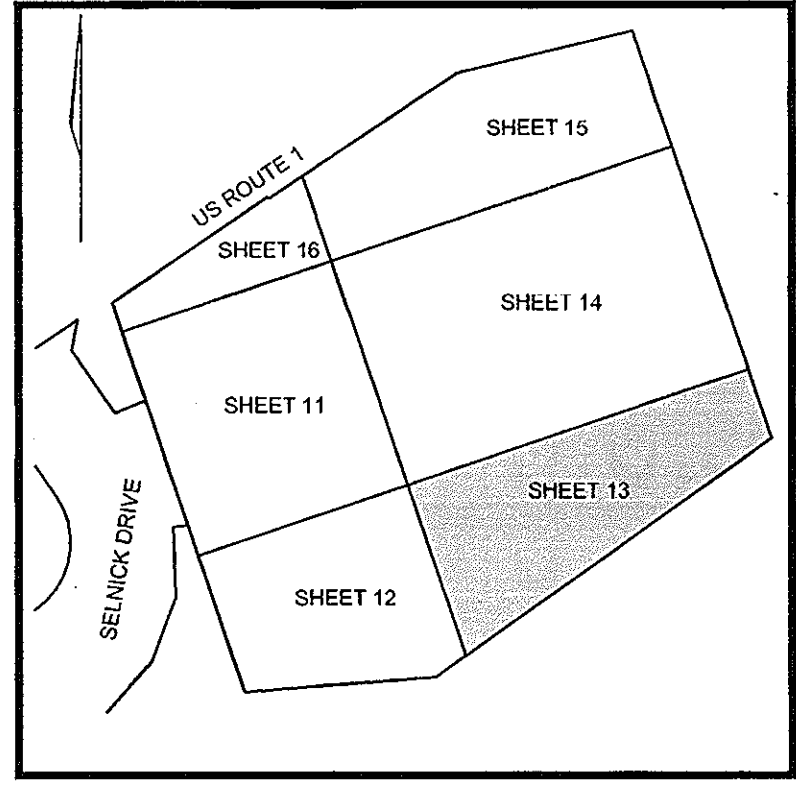 SHEET 15
US ROUTE 1
SHEET 16
SHEET 14
SHEET 11
SHEET 13
SELNICK DRIVE
SHEET 12